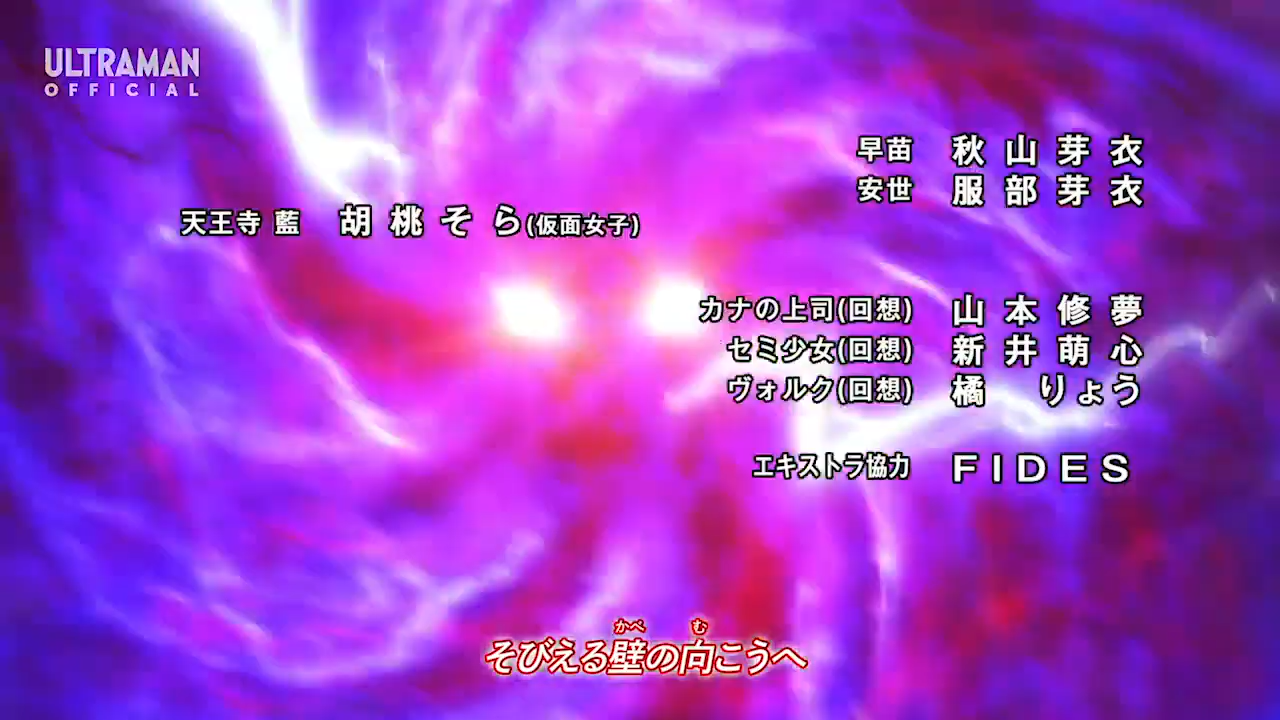 ULTRAMAN
OFFICIAL
早苗 秋山芽衣
安世 服部芽衣
天王寺 藍 胡桃そら(仮面女子)
カナの上司(回想) 山本修夢
セミ少女(回想) 新井萌心
ヴォルク(回想) 橘 りょう
エキストラ協力 FIDES
かべ む
そびえる壁の向こうへ